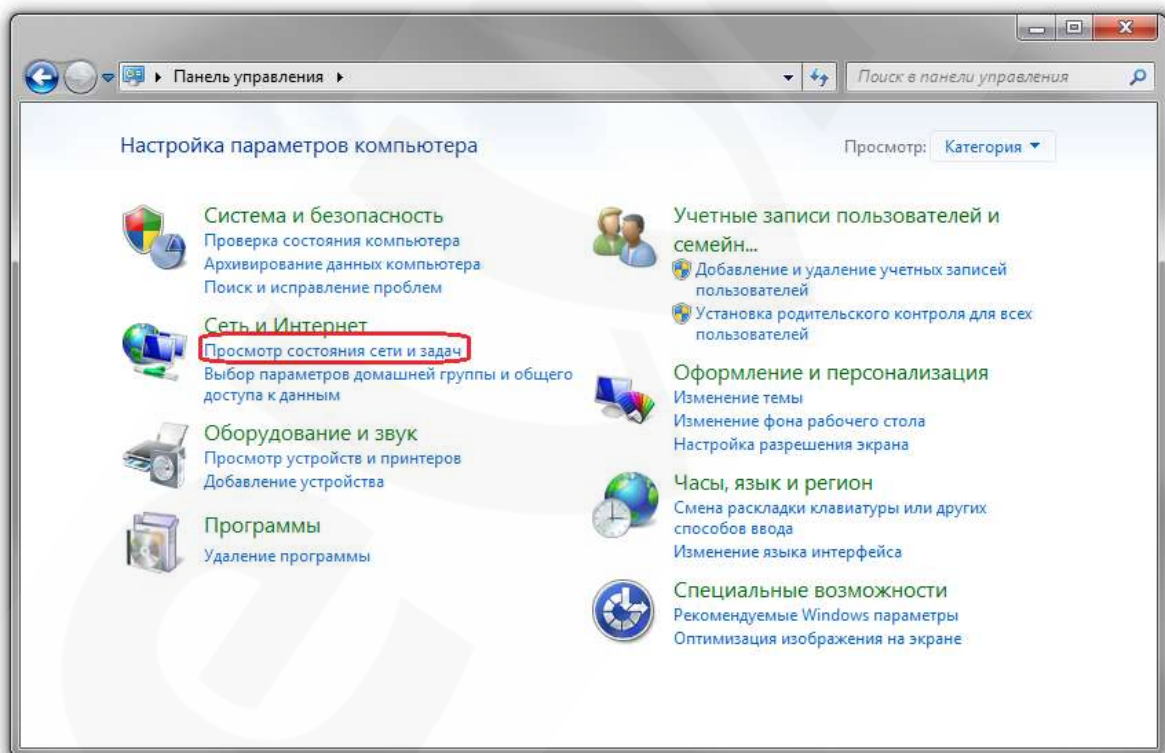 Панель управления
Поиск в панели управления
Настройка параметров компьютера
Просмотр: Категория
Система и безопасность
Проверка состояния компьютера
Архивирование данных компьютера
Поиск и исправление проблем
Сеть и Интернет
Просмотр состояния сети и задач
Выбор параметров домашней группы и общего
доступа к данным
Оборудование и звук
Просмотр устройств и принтеров
Добавление устройства
Программы
Удаление программы
Учетные записи пользователей и
семейн...
Добавление и удаление учетных записей
пользователей
Установка родительского контроля для всех
пользователей
Оформление и персонализация
Изменение темы
Изменение фона рабочего стола
Настройка разрешения экрана
Часы, язык и регион
Смена раскладки клавиатуры или других
способов ввода
Изменение языка интерфейса
Специальные возможности
Рекомендуемые Windows параметры
Оптимизация изображения на экране